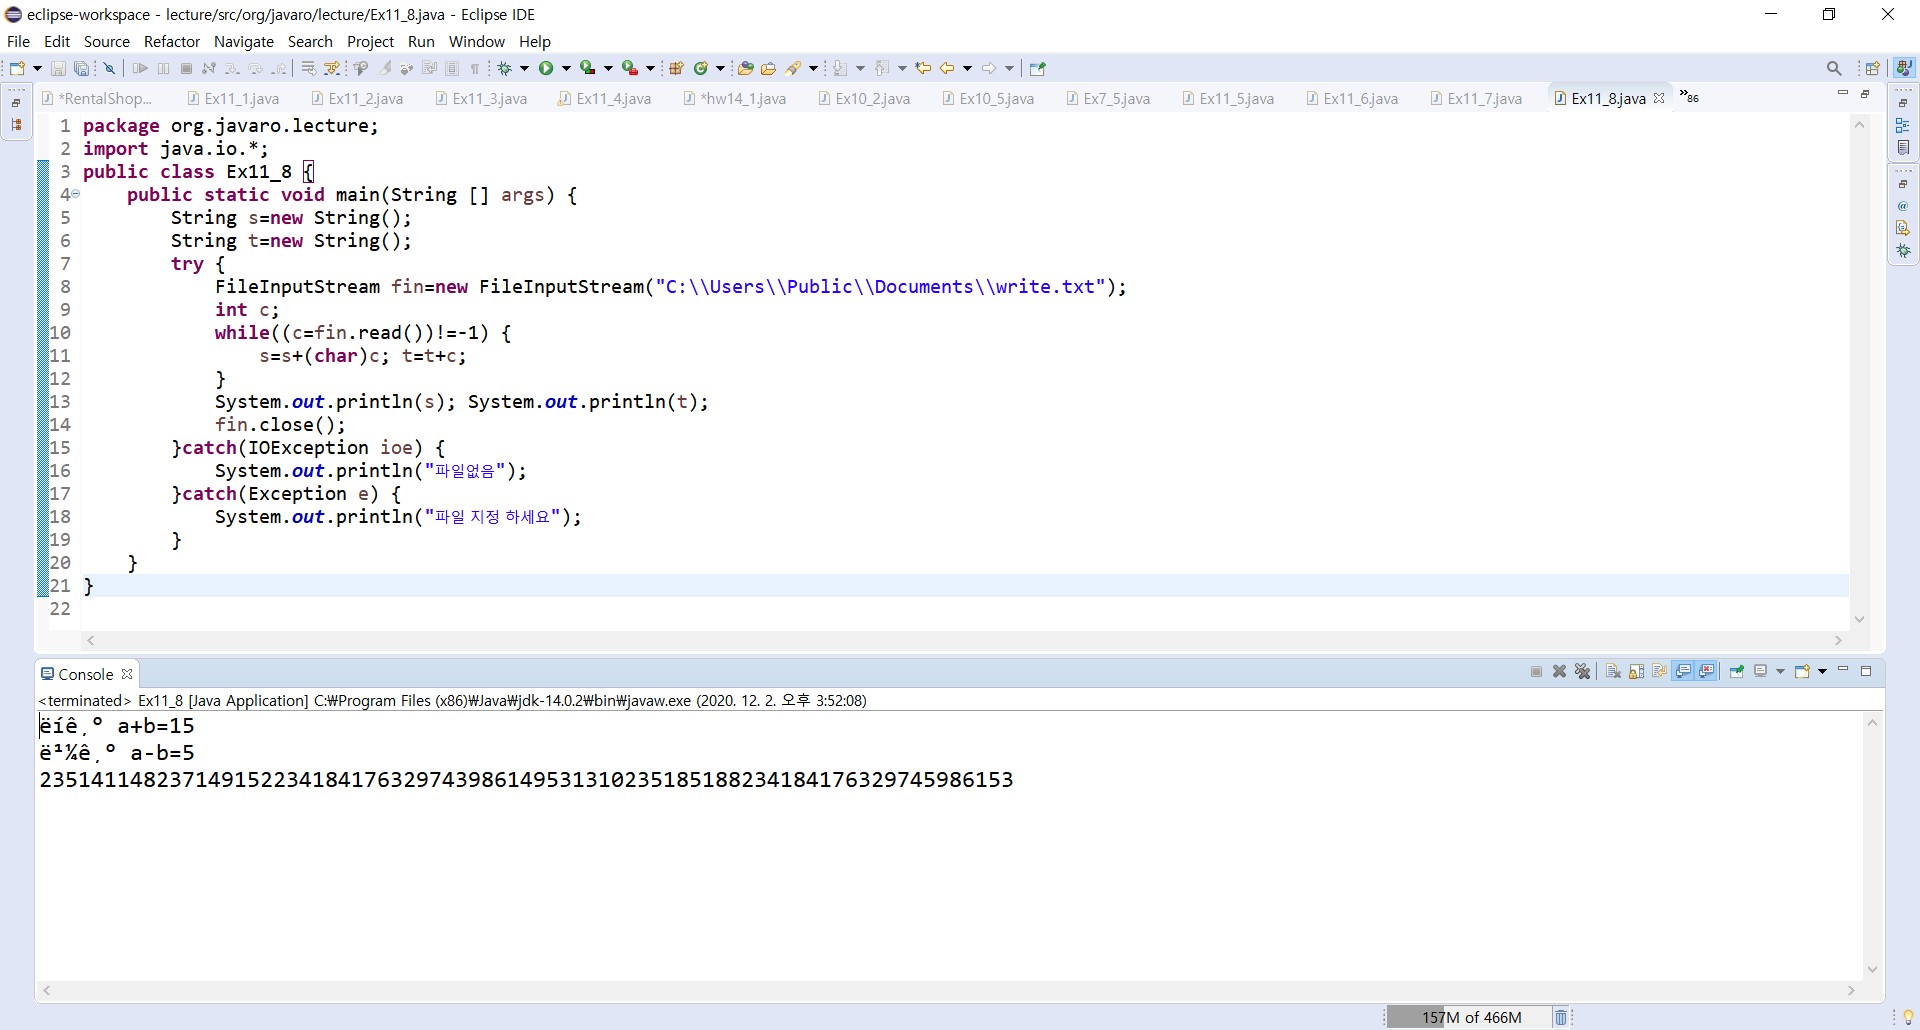 eclipse-workspace - lecture/src/org/javaro/lecture/Ex11_8.java - Eclipse IDE
File Edit Source Refactor Navigate Search Project Run Window Help
*RentalShop... Ex11_1.java Ex11_2.java Ex11_3.java Ex11_4.java *hw14_1.java Ex10_2.java Ex10_5.java Ex7_5.java Ex11_5.java Ex11_6.java Ex11_7.java Ex11_8.java »86
1 package org.javaro.lecture;
2 import java.io.*;
3 public class Ex11_8 {
4 public static void main(String [] args) {
5 String s=new String();
6 String t=new String();
7 try {
8 FileInputStream fin=new FileInputStream("C:\\Users\\Public\\Documents\\write.txt");
9 int c;
10 while((c=fin.read())!=-1) {
11 s=s+(char)c; t=t+c;
12 }
13 System.out.println(s); System.out.println(t);
14 fin.close();
15 }catch(IOException ioe) {
16 System.out.println("파일없음");
17 }catch(Exception e) {
18 System.out.println("파일 지정 하세요");
19 }
20 }
21 }
22
Console
<terminated> Ex11_8 [Java Application] C:₩Program Files (x86)₩Java₩jdk-14.0.2₩bin₩javaw.exe (2020. 12. 2. 오후 3:52:08)
ëíê¸° a+b=15
ë¹¼ê¸° a-b=5
2351411482371491522341841763297439861495313102351851882341841763297459861​53
157M of 466M